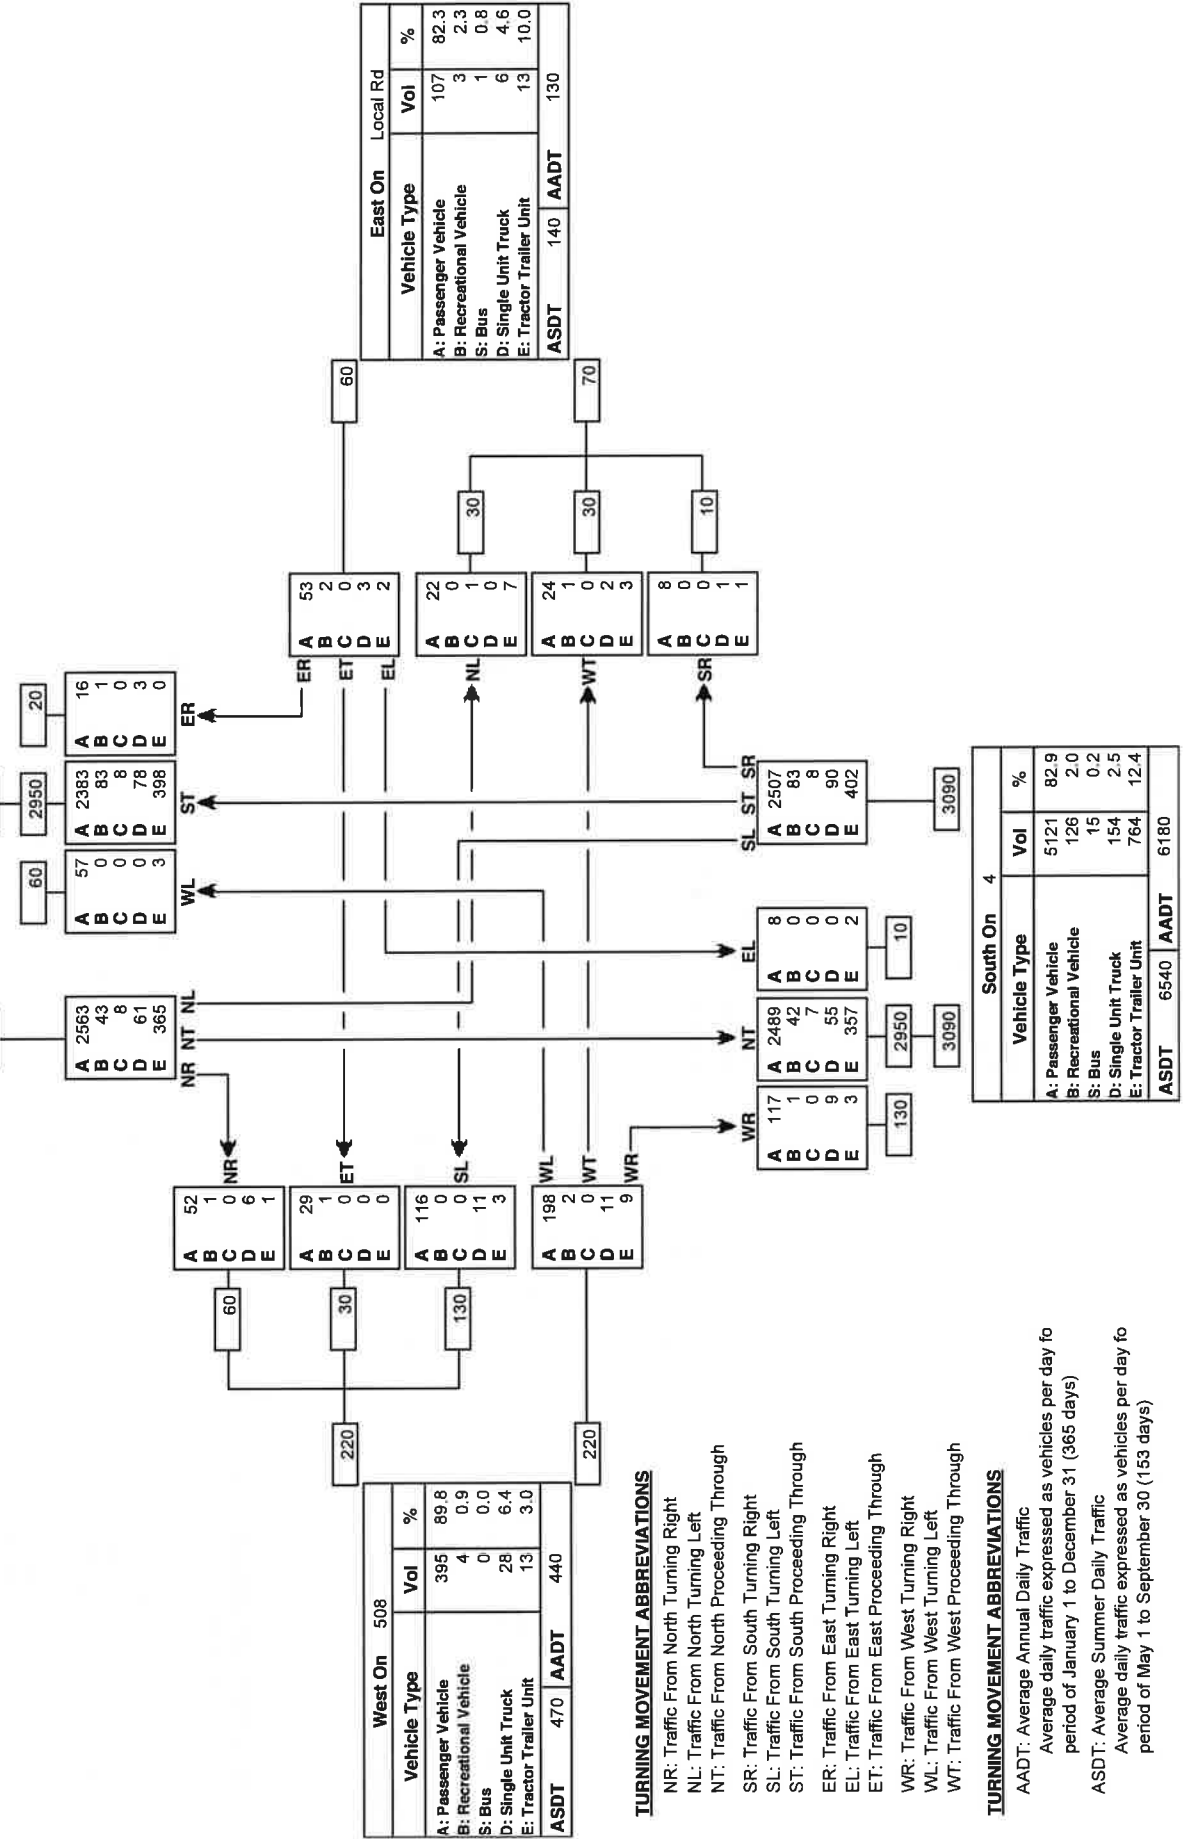 60
2950
20
A 2563
B 43
C 8
D 61
E 365
A 57
B 0
C 0
D 0
E 3
A 2383
B 83
C 8
D 78
E 398
A 16
B 1
C 0
D 3
E 0
NR NT NL
WL
ST
ER
West On 508
Vehicle Type Vol %
A: Passenger Vehicle 395 89.8
B: Recreational Vehicle 4 0.9
S: Bus 0 0.0
D: Single Unit Truck 28 6.4
E: Tractor Trailer Unit 13 3.0
ASDT 470 AADT 440
220
220
60
30
130
A 52
B 1
C 0
D 6
E 1
NR
A 29
B 1
C 0
D 0
E 0
ET
A 116
B 0
C 0
D 11
E 3
SL
A 198
B 2
C 0
D 11
E 9
WL
WT
WR
ER
ET
EL
A 53
B 2
C 0
D 3
E 2
NL
A 22
B 0
C 1
D 0
E 7
WT
A 24
B 1
C 0
D 2
E 3
SR
A 8
B 0
C 0
D 1
E 1
30
30
10
60
70
East On Local Rd
Vehicle Type Vol %
A: Passenger Vehicle 107 82.3
B: Recreational Vehicle 3 2.3
S: Bus 1 0.8
D: Single Unit Truck 6 4.6
E: Tractor Trailer Unit 13 10.0
ASDT 140 AADT 130
WR
NT
EL
SL ST SR
A 117
B 1
C 0
D 9
E 3
A 2489
B 42
C 7
D 55
E 357
A 8
B 0
C 0
D 0
E 2
A 2507
B 83
C 8
D 90
E 402
130
2950
10
3090
3090
South On 4
Vehicle Type Vol %
A: Passenger Vehicle 5121 82.9
B: Recreational Vehicle 126 2.0
S: Bus 15 0.2
D: Single Unit Truck 154 2.5
E: Tractor Trailer Unit 764 12.4
ASDT 6540 AADT 6180
TURNING MOVEMENT ABBREVIATIONS
NR: Traffic From North Turning Right
NL: Traffic From North Turning Left
NT: Traffic From North Proceeding Through
SR: Traffic From South Turning Right
SL: Traffic From South Turning Left
ST: Traffic From South Proceeding Through
ER: Traffic From East Turning Right
EL: Traffic From East Turning Left
ET: Traffic From East Proceeding Through
WR: Traffic From West Turning Right
WL: Traffic From West Turning Left
WT: Traffic From West Proceeding Through
TURNING MOVEMENT ABBREVIATIONS
AADT: Average Annual Daily Traffic
Average daily traffic expressed as vehicles per day fo
period of January 1 to December 31 (365 days)
ASDT: Average Summer Daily Traffic
Average daily traffic expressed as vehicles per day fo
period of May 1 to September 30 (153 days)